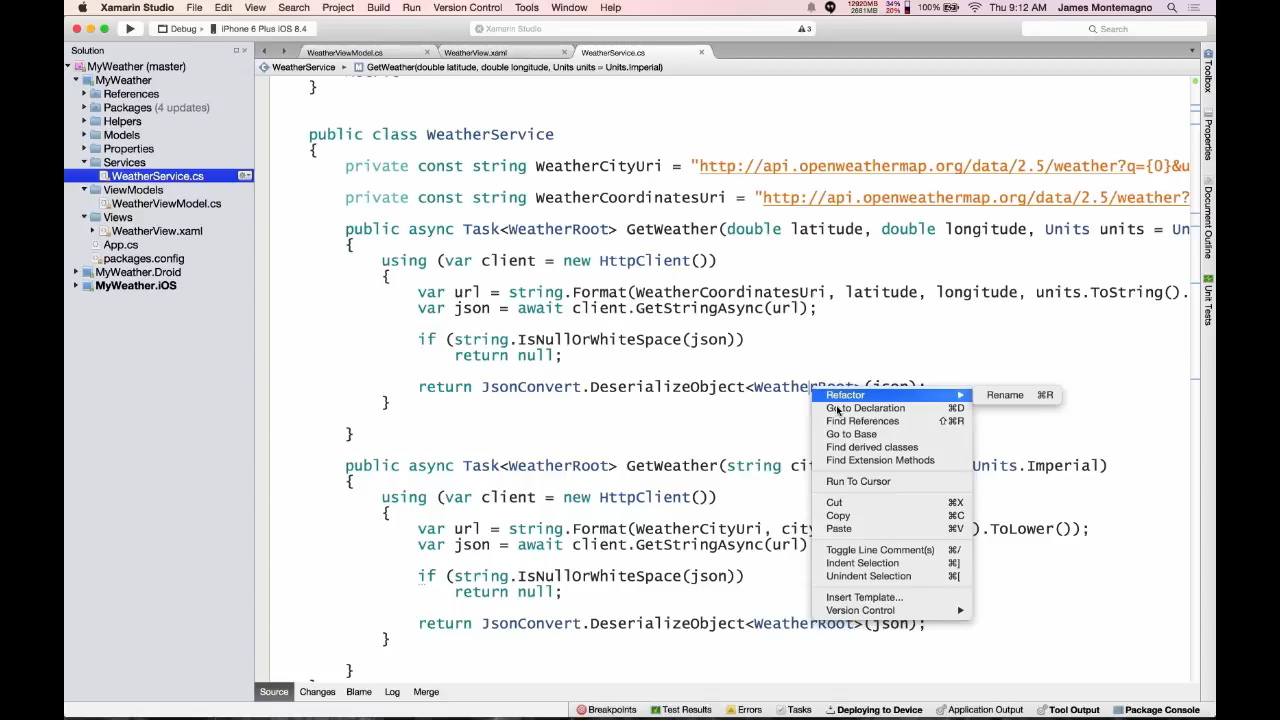 Xamarin Studio File Edit View Search Project Build Run Version Control Tools Window Help 12920MB 2661MB 34% 20% 100% Thu 9:12 AM James Montemagno
Debug iPhone 6 Plus iOS 8.4 Xamarin Studio 3 Search
Solution
MyWeather (master)
MyWeather
References
Packages (4 updates)
Helpers
Models
Properties
Services
WeatherService.cs
ViewModels
WeatherViewModel.cs
Views
WeatherView.xaml
App.cs
packages.config
MyWeather.Droid
MyWeather.iOS
WeatherViewModel.cs WeatherView.xaml WeatherService.cs
WeatherService GetWeather(double latitude, double longitude, Units units = Units.Imperial)
}
public class WeatherService
{
private const string WeatherCityUri = "http://api.openweathermap.org/data/2.5/weather?q={0}&u
private const string WeatherCoordinatesUri = "http://api.openweathermap.org/data/2.5/weather?
public async Task<WeatherRoot> GetWeather(double latitude, double longitude, Units units = Un
{
using (var client = new HttpClient())
{
var url = string.Format(WeatherCoordinatesUri, latitude, longitude, units.ToString().
var json = await client.GetStringAsync(url);
if (string.IsNullOrWhiteSpace(json))
return null;
return JsonConvert.DeserializeObject<WeatherRoot>(json);
}
}
public async Task<WeatherRoot> GetWeather(string cit Units.Imperial)
{
using (var client = new HttpClient())
{
var url = string.Format(WeatherCityUri, city ).ToLower());
var json = await client.GetStringAsync(url)
if (string.IsNullOrWhiteSpace(json))
return null;
return JsonConvert.DeserializeObject<WeatherRoot>(json);
}
}
Refactor
Go to Declaration ⌘D
Find References ⇧⌘R
Go to Base
Find derived classes
Find Extension Methods
Run To Cursor
Cut ⌘X
Copy ⌘C
Paste ⌘V
Toggle Line Comment(s) ⌘/
Indent Selection ⌘]
Unindent Selection ⌘[
Insert Template...
Version Control
Rename ⌘R
Toolbox
Properties
Document Outline
Unit Tests
Source Changes Blame Log Merge
Breakpoints Test Results Errors Tasks Deploying to Device Application Output Tool Output Package Console